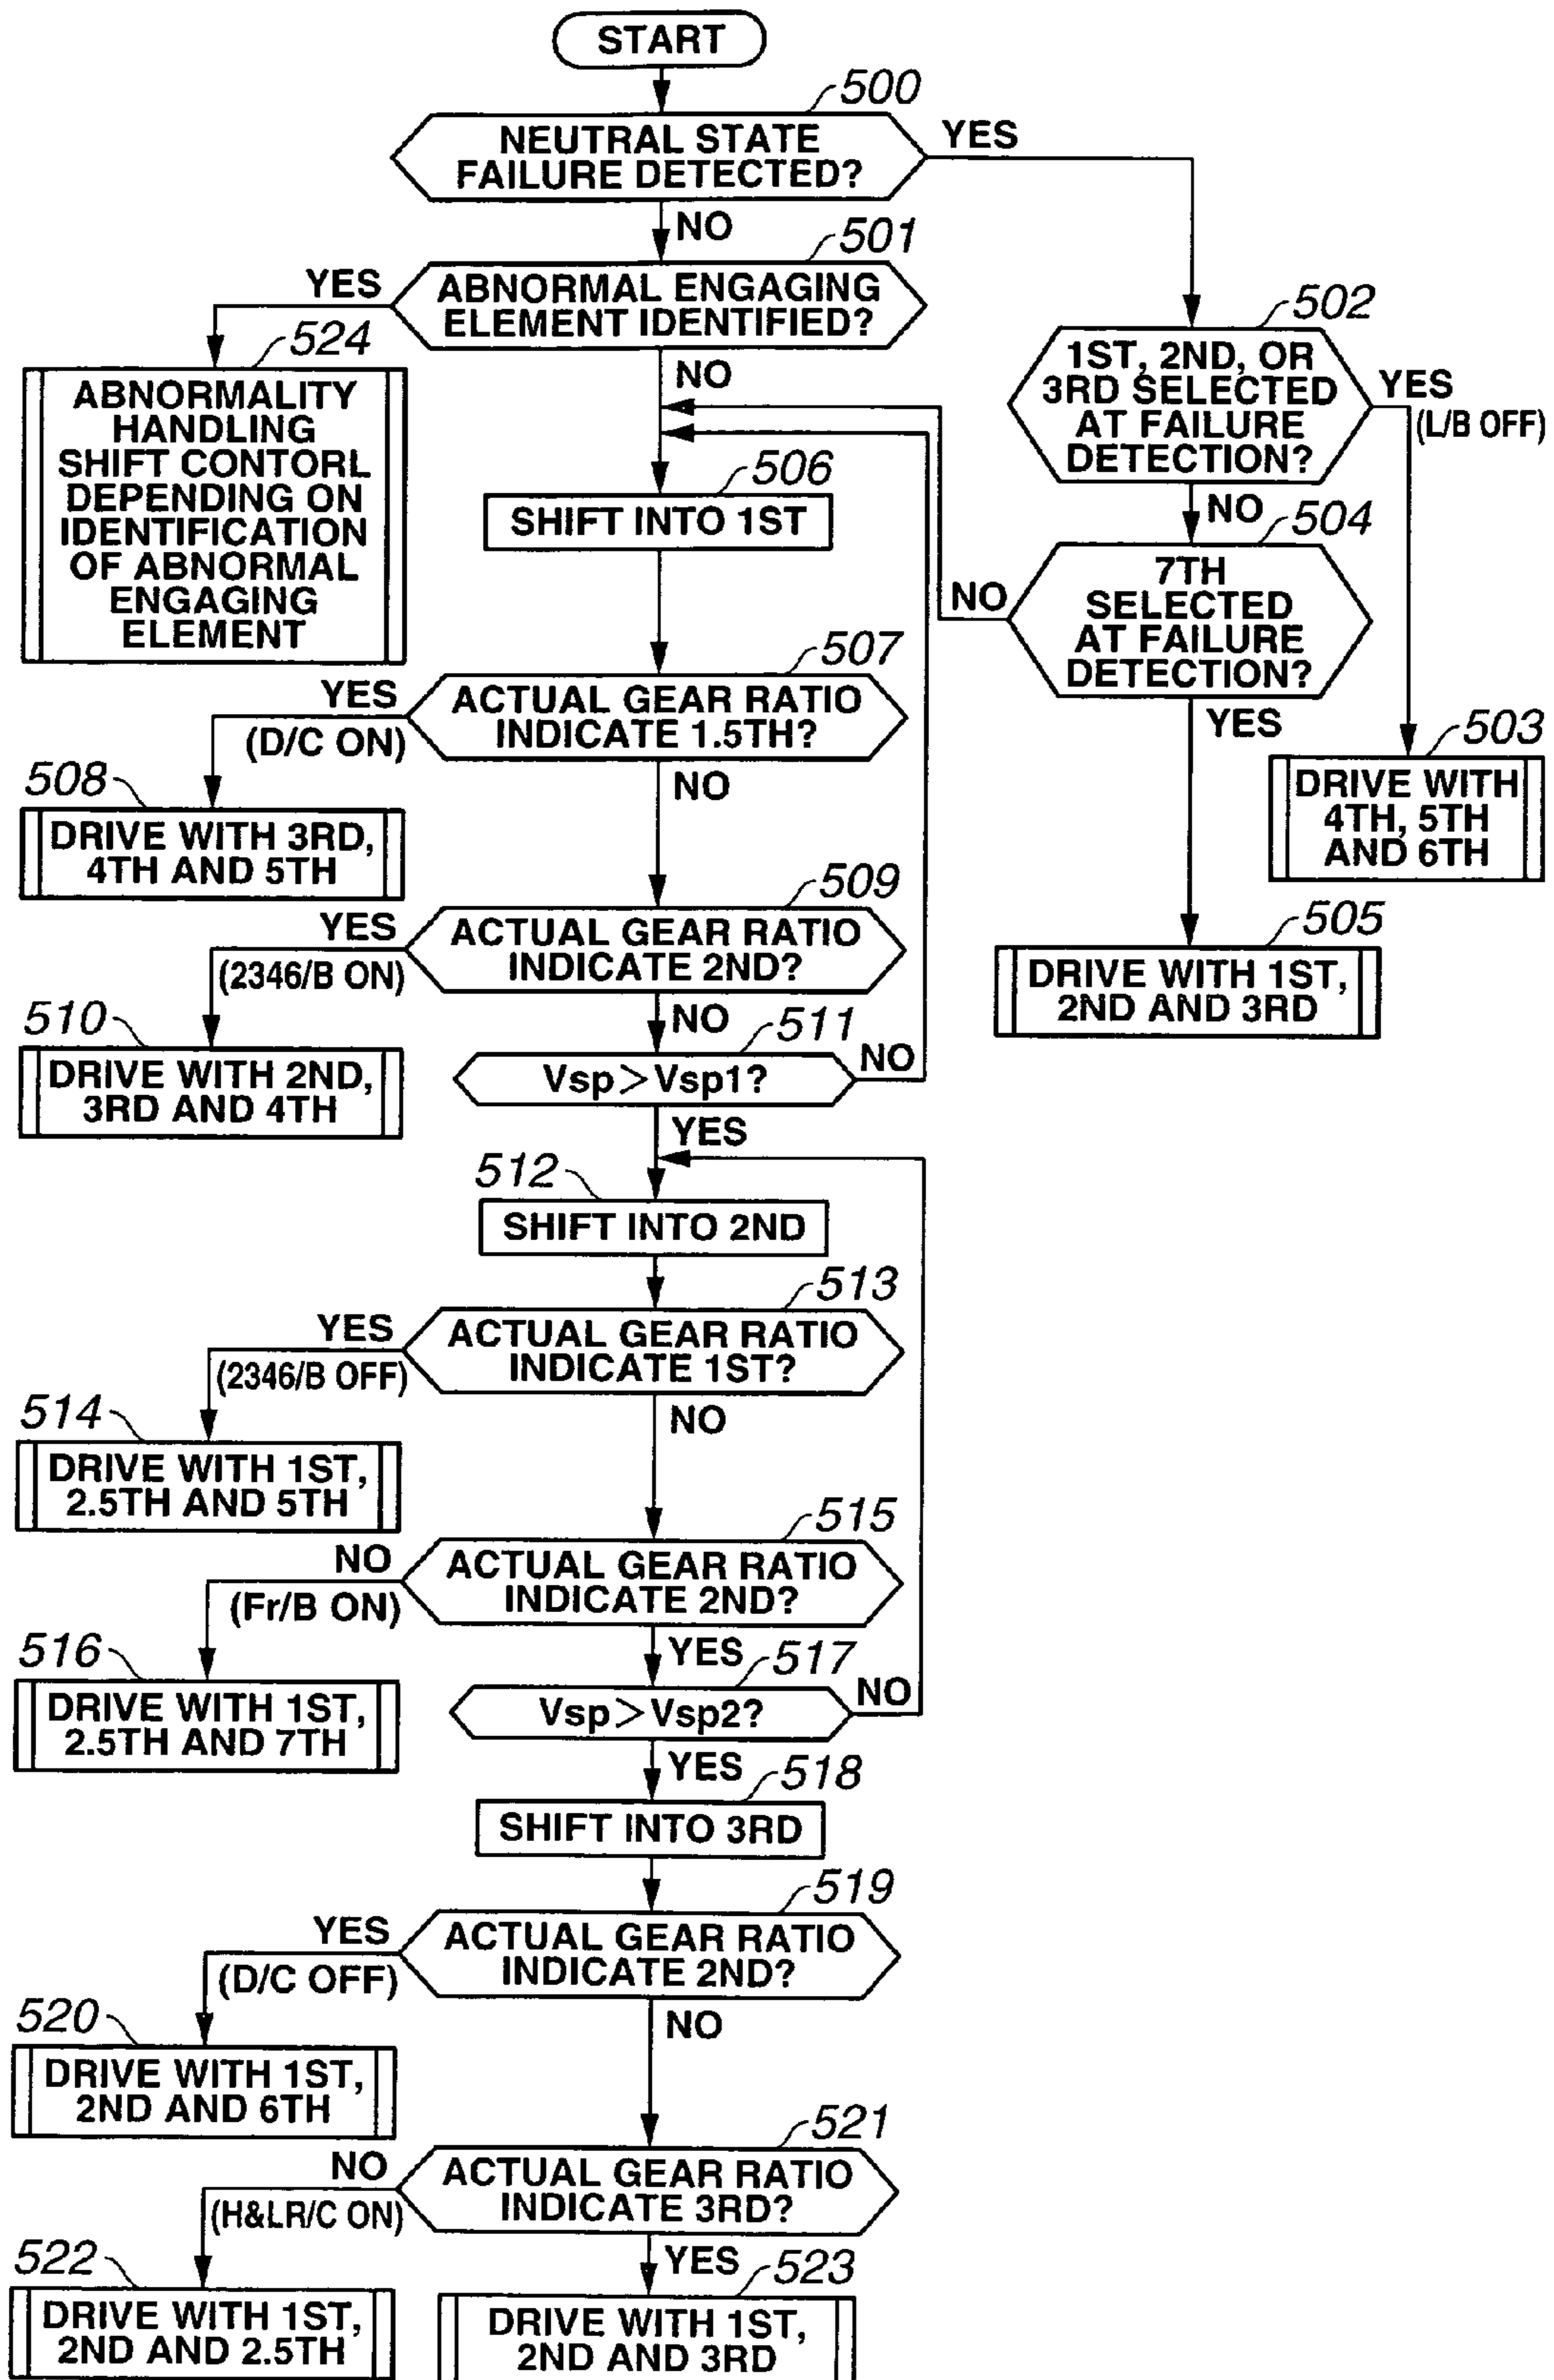 START
500
NEUTRAL STATE
FAILURE DETECTED?
YES
NO
501
ABNORMAL ENGAGING
ELEMENT IDENTIFIED?
YES
NO
524
ABNORMALITY
HANDLING
SHIFT CONTORL
DEPENDING ON
IDENTIFICATION
OF ABNORMAL
ENGAGING
ELEMENT
502
1ST, 2ND, OR
3RD SELECTED
AT FAILURE
DETECTION?
YES
(L/B OFF)
NO
504
7TH
SELECTED
AT FAILURE
DETECTION?
NO
YES
503
DRIVE WITH
4TH, 5TH
AND 6TH
505
DRIVE WITH 1ST,
2ND AND 3RD
506
SHIFT INTO 1ST
507
ACTUAL GEAR RATIO
INDICATE 1.5TH?
YES
(D/C ON)
NO
508
DRIVE WITH 3RD,
4TH AND 5TH
509
ACTUAL GEAR RATIO
INDICATE 2ND?
YES
(2346/B ON)
NO
510
DRIVE WITH 2ND,
3RD AND 4TH
511
Vsp>Vsp1?
NO
YES
512
SHIFT INTO 2ND
513
ACTUAL GEAR RATIO
INDICATE 1ST?
YES
(2346/B OFF)
NO
514
DRIVE WITH 1ST,
2.5TH AND 5TH
515
ACTUAL GEAR RATIO
INDICATE 2ND?
NO
(Fr/B ON)
YES
516
DRIVE WITH 1ST,
2.5TH AND 7TH
517
Vsp>Vsp2?
NO
YES
518
SHIFT INTO 3RD
519
ACTUAL GEAR RATIO
INDICATE 2ND?
YES
(D/C OFF)
NO
520
DRIVE WITH 1ST,
2ND AND 6TH
521
ACTUAL GEAR RATIO
INDICATE 3RD?
NO
(H&LR/C ON)
YES
522
DRIVE WITH 1ST,
2ND AND 2.5TH
523
DRIVE WITH 1ST,
2ND AND 3RD